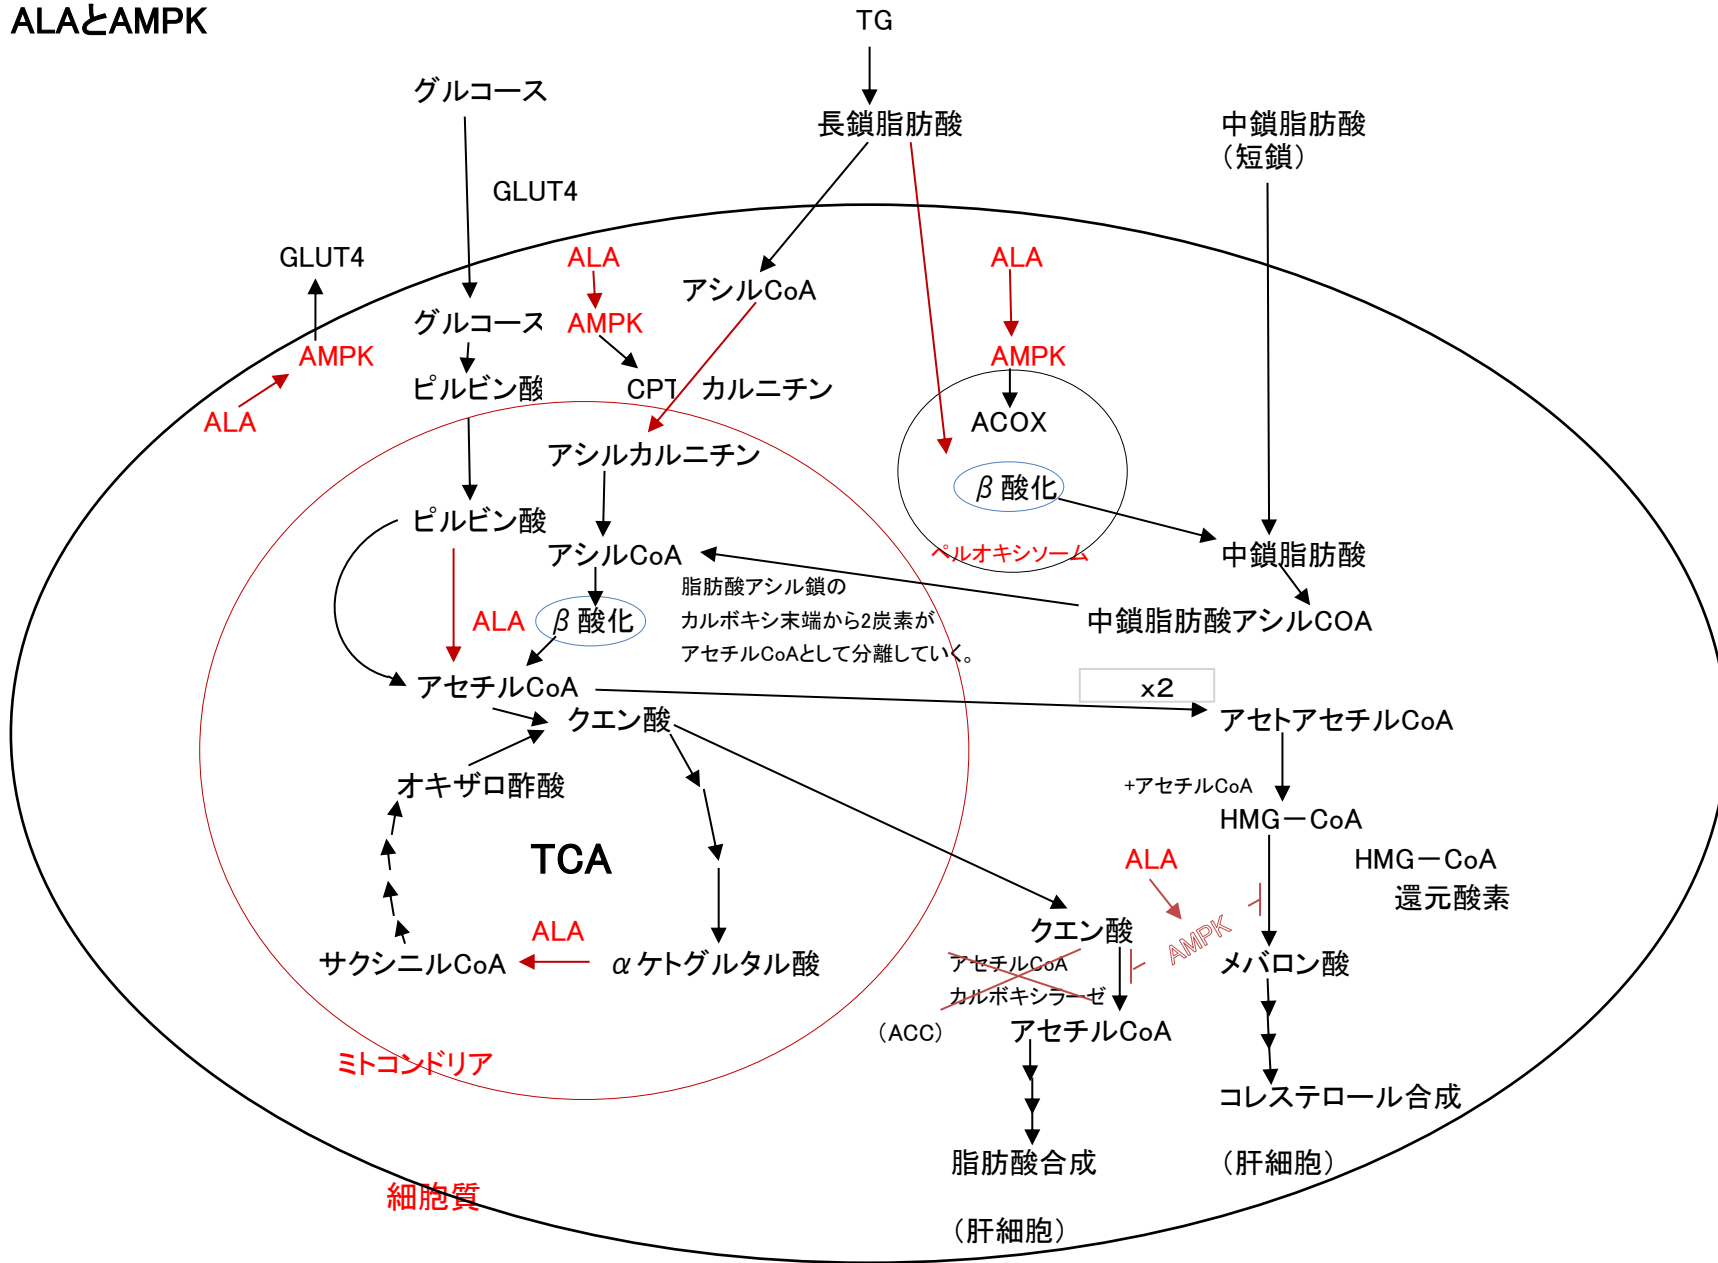 ALAとAMPK
TG
グルコース
長鎖脂肪酸
中鎖脂肪酸
（短鎖）
GLUT4
GLUT4
ALA
ALA
アシルCoA
グルコース
AMPK
AMPK
AMPK
ピルビン酸
CPT
カルニチン
ALA
ACOX
アシルカルニチン
β酸化
ピルビン酸
アシルCoA
ペルオキシソーム
中鎖脂肪酸
脂肪酸アシル鎖の
カルボキシ末端から2炭素が
アセチルCoAとして分離していく。
ALA
β酸化
中鎖脂肪酸アシルCOA
アセチルCoA
x2
クエン酸
アセトアセチルCoA
オキザロ酢酸
+アセチルCoA
HMG－CoA
TCA
ALA
HMG－CoA
還元酸素
ALA
クエン酸
AMPK
サクシニルCoA
αケトグルタル酸
アセチルCoA
カルボキシラーゼ
メバロン酸
（ACC）
アセチルCoA
ミトコンドリア
コレステロール合成
脂肪酸合成
（肝細胞）
細胞質
（肝細胞）